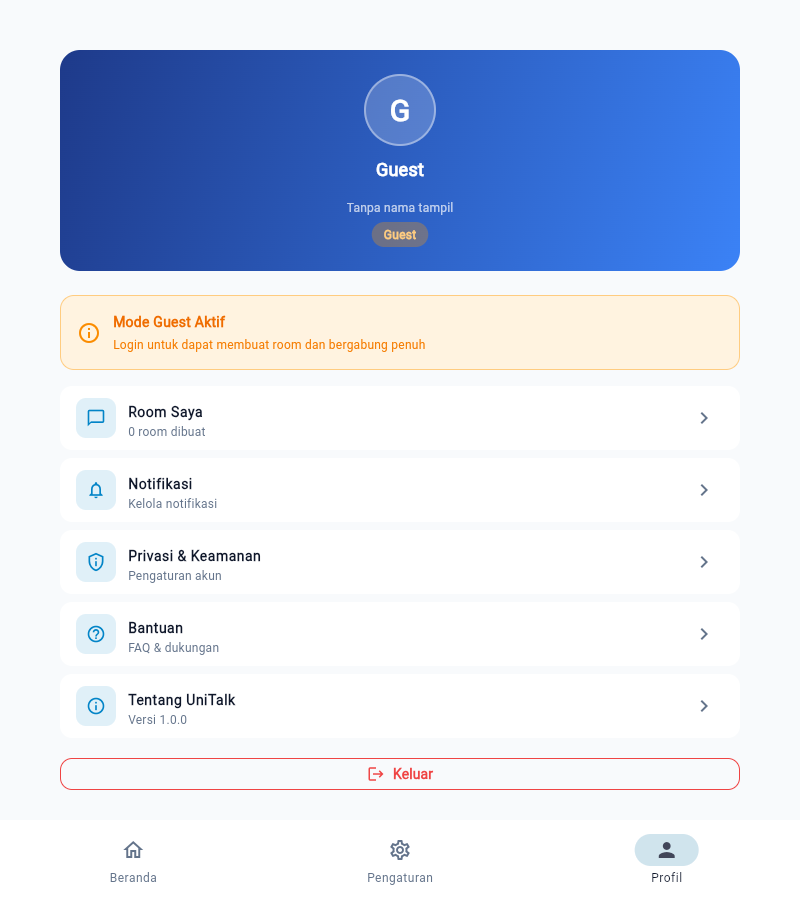 G
Guest
Tanpa nama tampil
Guest
Mode Guest Aktif
Login untuk dapat membuat room dan bergabung penuh
Room Saya
0 room dibuat
Notifikasi
Kelola notifikasi
Privasi & Keamanan
Pengaturan akun
Bantuan
FAQ & dukungan
Tentang UniTalk
Versi 1.0.0
Keluar
Beranda
Pengaturan
Profil